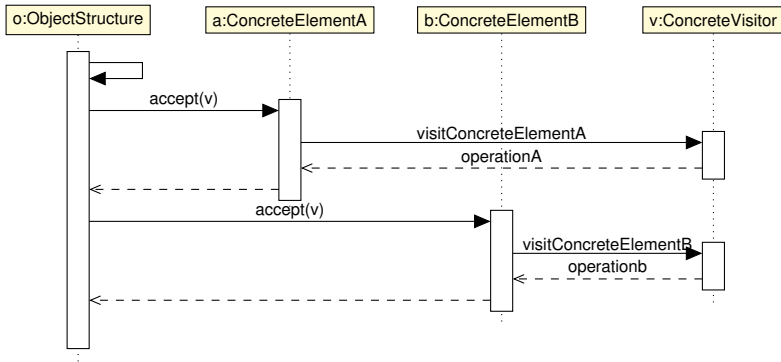 o:ObjectStructure
a:ConcreteElementA
b:ConcreteElementB
v:ConcreteVisitor
accept(v)
visitConcreteElementA
operationA
accept(v)
visitConcreteElementB
operationb